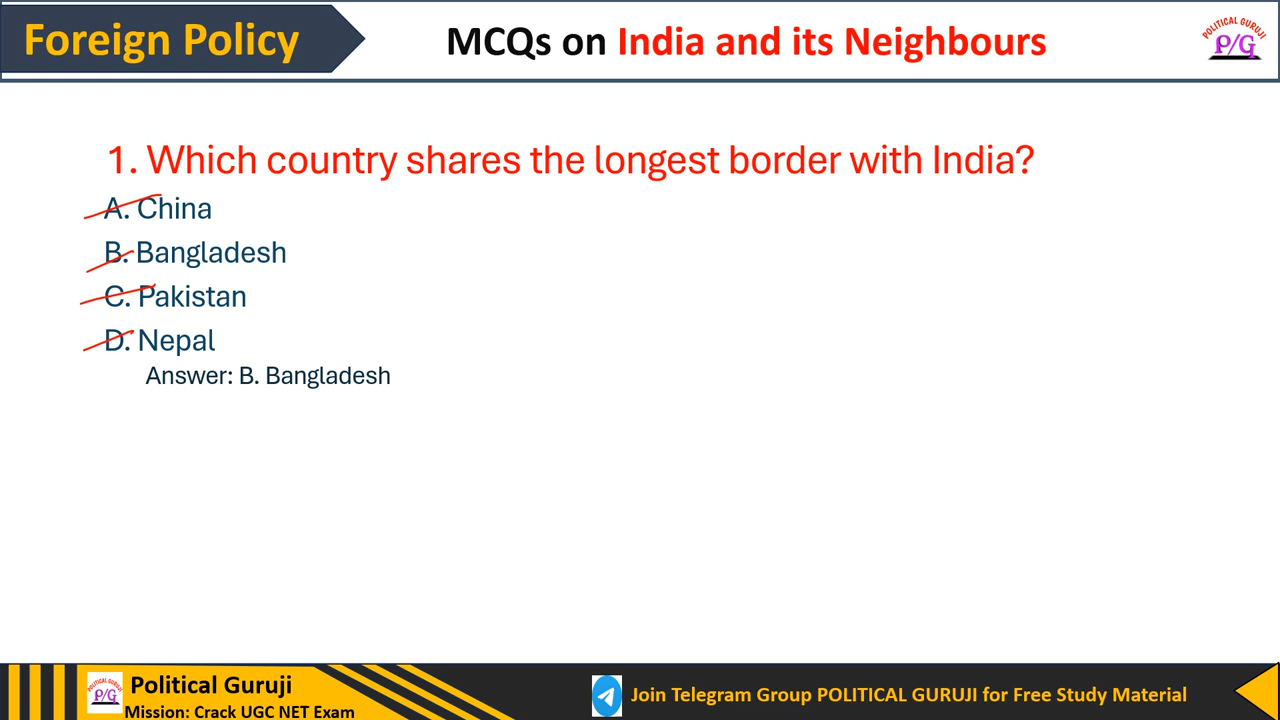 Foreign Policy
MCQs on India and its Neighbours
POLITICAL GURUJI
P/G
1. Which country shares the longest border with India?
A. China
B. Bangladesh
C. Pakistan
D. Nepal
Answer: B. Bangladesh
POLITICAL GURUJI
P/G
Political Guruji
Mission: Crack UGC NET Exam
Join Telegram Group POLITICAL GURUJI for Free Study Material